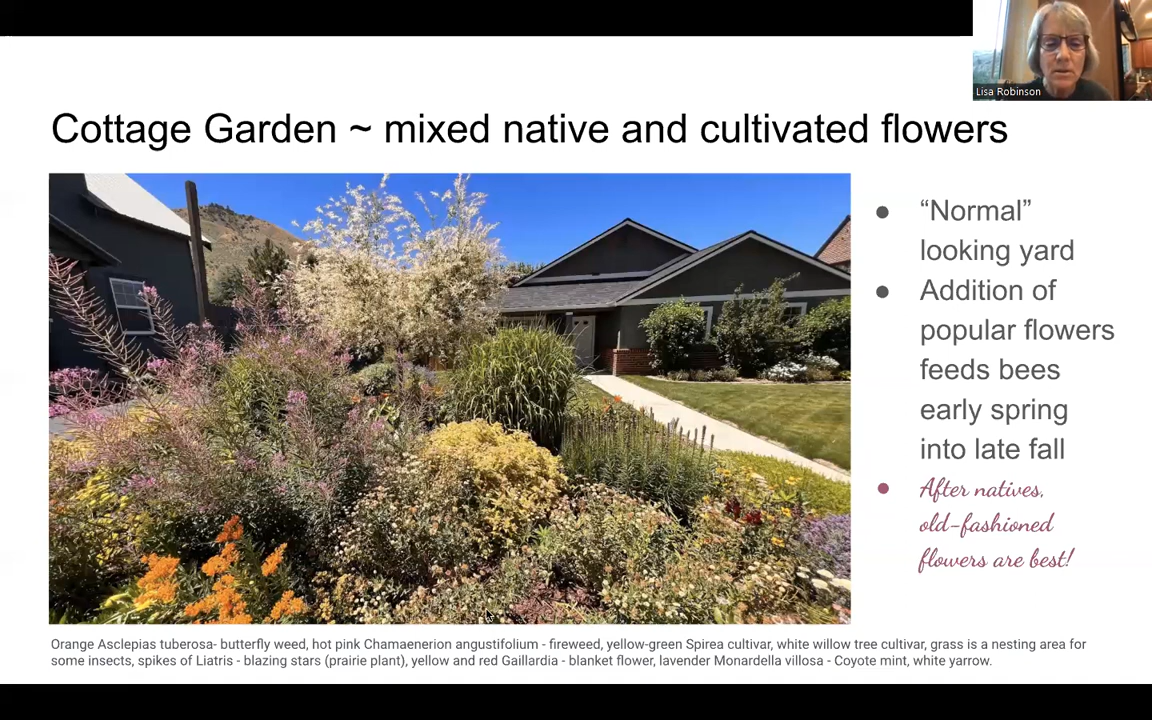 Lisa Robinson
Cottage Garden ~ mixed native and cultivated flowers
● “Normal”
looking yard
● Addition of
popular flowers
feeds bees
early spring
into late fall
● After natives,
old-fashioned
flowers are best!
Orange Asclepias tuberosa- butterfly weed, hot pink Chamaenerion angustifolium - fireweed, yellow-green Spirea cultivar, white willow tree cultivar, grass is a nesting area for
some insects, spikes of Liatris - blazing stars (prairie plant), yellow and red Gaillardia - blanket flower, lavender Monardella villosa - Coyote mint, white yarrow.